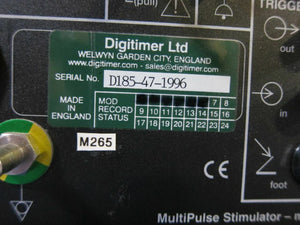 (pull)
TRIGGE
Digitimer Ltd
WELWYN GARDEN CITY, ENGLAND
www.digitimer.com - sales@digitimer.com
SERIAL No. D185-47-1996
out
MADE IN ENGLAND
MOD RECORD STATUS
7 8
9 10 11 12 13 14 15 16
17 18 19 20 21 22 23 24
M265
CE
foot
MultiPulse Stimulator – m